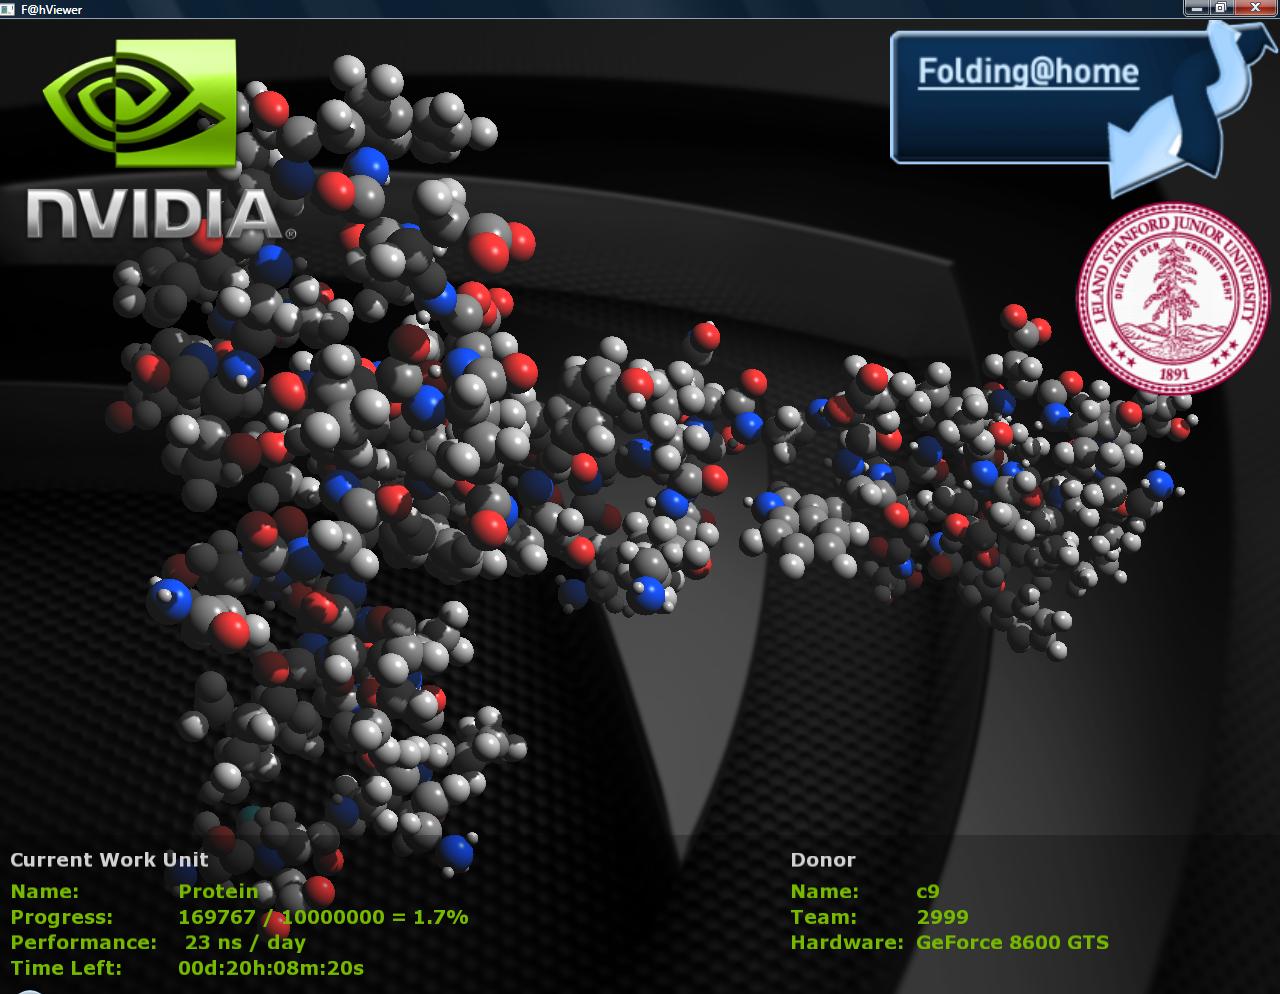 F@hViewer
NVIDIA®
Folding@home
LELAND STANFORD JUNIOR UNIVERSITY
DIE LUFT DER FREIHEIT WEHT
1891
Current Work Unit
Name: Protein
Progress: 169767 / 10000000 = 1.7%
Performance: 23 ns / day
Time Left: 00d:20h:08m:20s
Donor
Name: c9
Team: 2999
Hardware: GeForce 8600 GTS